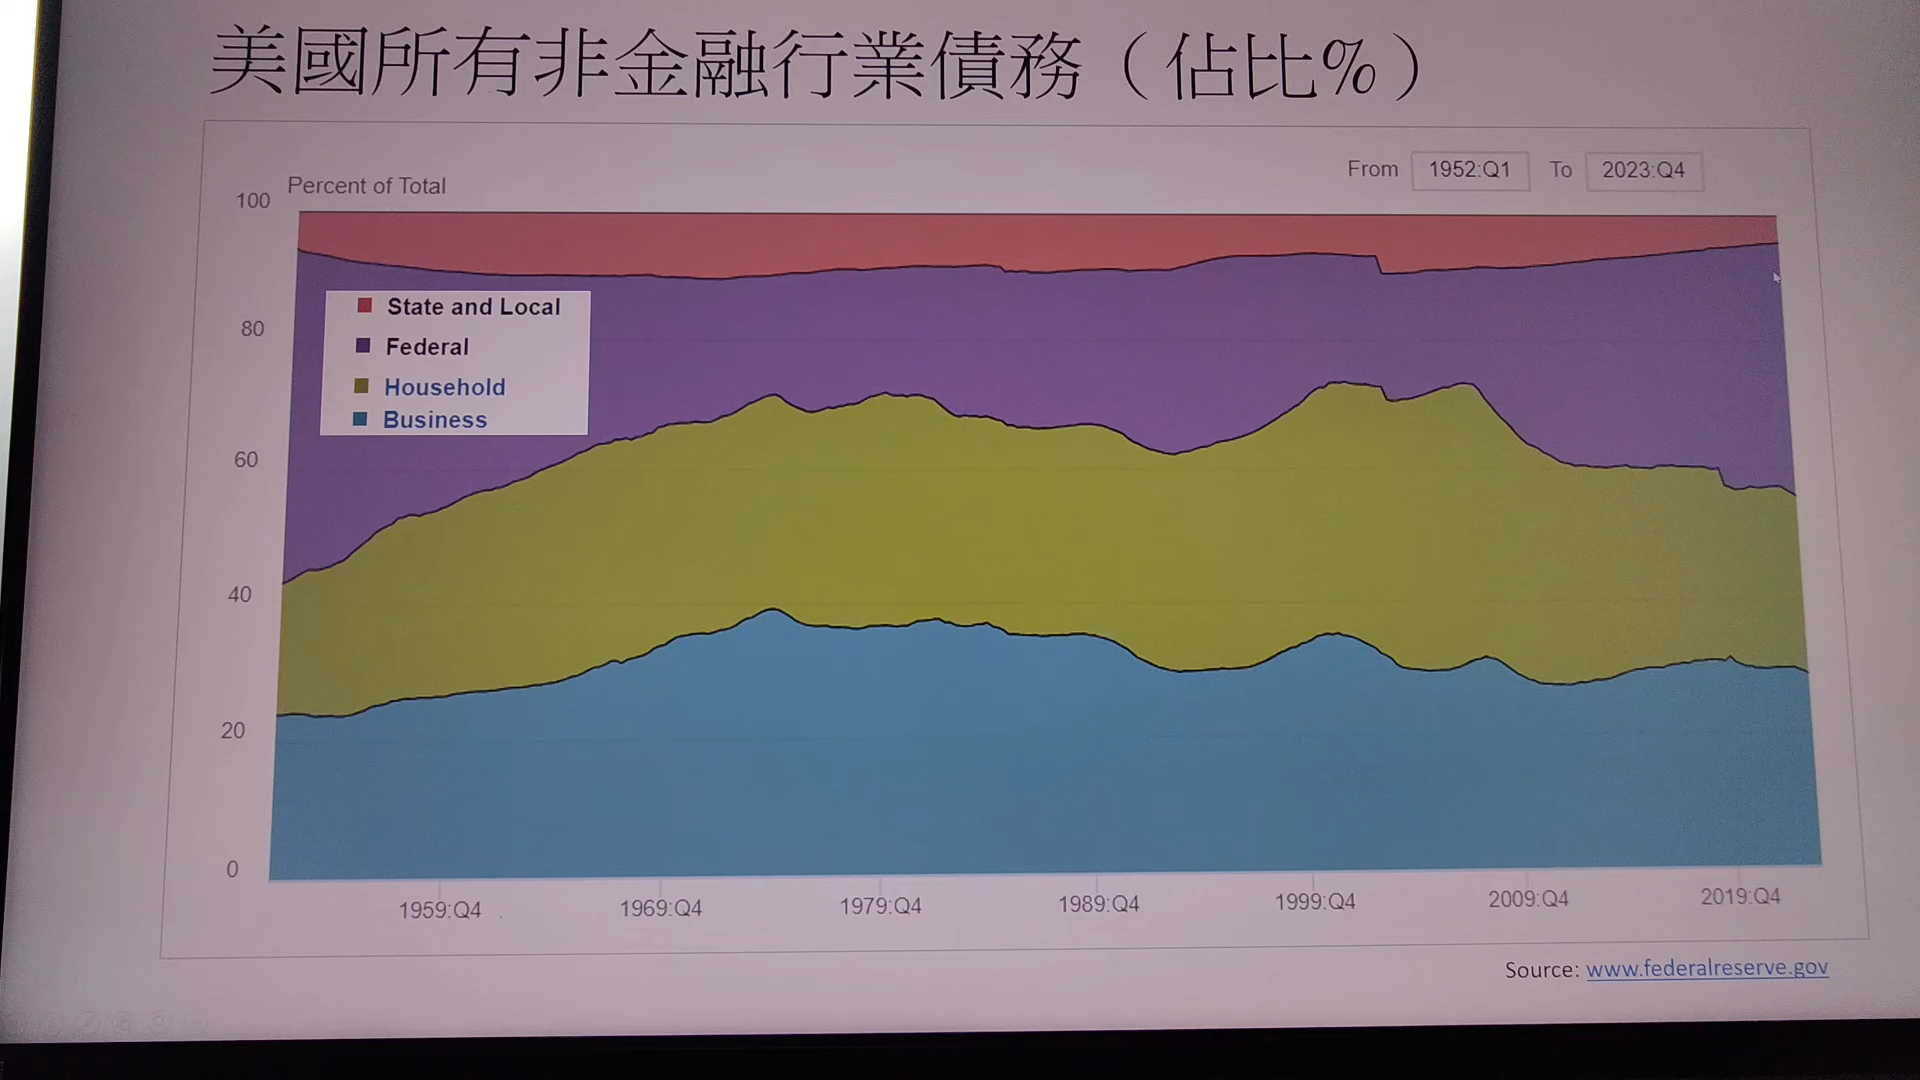 美國所有非金融行業債務（佔比%）
From 1952:Q1 To 2023:Q4
Percent of Total
100
80
60
40
20
0
State and Local
Federal
Household
Business
1959:Q4 1969:Q4 1979:Q4 1989:Q4 1999:Q4 2009:Q4 2019:Q4
Source: www.federalreserve.gov